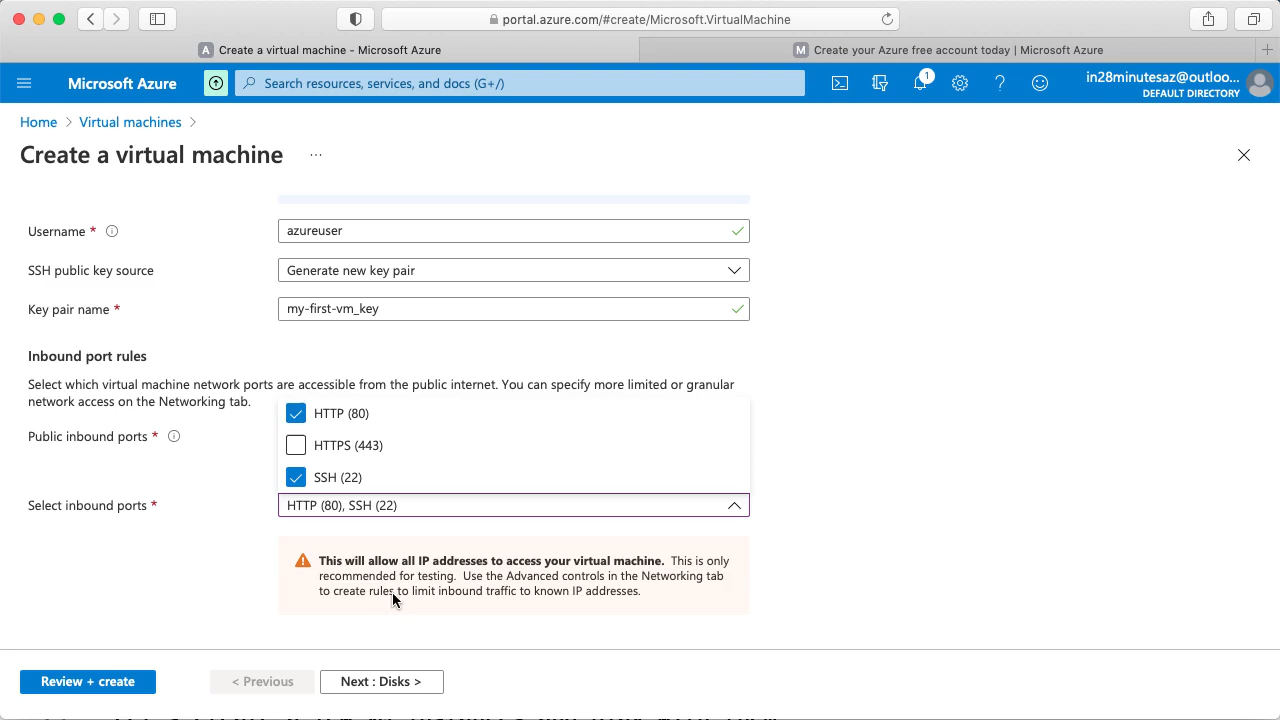 portal.azure.com/#create/Microsoft.VirtualMachine
A Create a virtual machine - Microsoft Azure
M Create your Azure free account today | Microsoft Azure
Microsoft Azure
Search resources, services, and docs (G+/)
1
in28minutesaz@outloo...
DEFAULT DIRECTORY
Home > Virtual machines >
Create a virtual machine ...
Username *
azureuser
SSH public key source
Generate new key pair
Key pair name *
my-first-vm_key
Inbound port rules
Select which virtual machine network ports are accessible from the public internet. You can specify more limited or granular
network access on the Networking tab.
HTTP (80)
Public inbound ports *
HTTPS (443)
SSH (22)
Select inbound ports *
HTTP (80), SSH (22)
This will allow all IP addresses to access your virtual machine. This is only
recommended for testing. Use the Advanced controls in the Networking tab
to create rules to limit inbound traffic to known IP addresses.
Review + create
< Previous
Next : Disks >